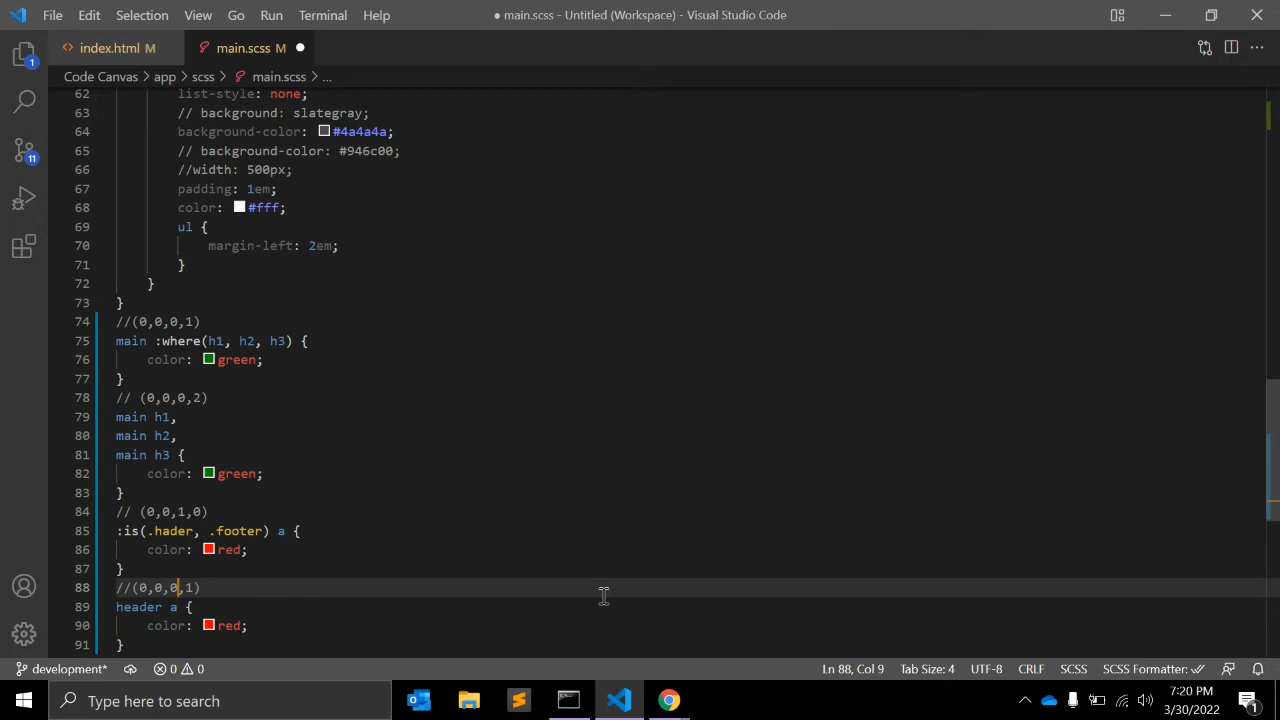 File Edit Selection View Go Run Terminal Help ● main.scss - Untitled (Workspace) - Visual Studio Code
index.html M main.scss M ●
Code Canvas > app > scss > main.scss > ...
62 list-style: none;
63 // background: slategray;
64 background-color: #4a4a4a;
65 // background-color: #946c00;
66 //width: 500px;
67 padding: 1em;
68 color: #fff;
69 ul {
70 margin-left: 2em;
71 }
72 }
73 }
74 //(0,0,0,1)
75 main :where(h1, h2, h3) {
76 color: green;
77 }
78 // (0,0,0,2)
79 main h1,
80 main h2,
81 main h3 {
82 color: green;
83 }
84 // (0,0,1,0)
85 :is(.hader, .footer) a {
86 color: red;
87 }
88 //(0,0,0,1)
89 header a {
90 color: red;
91 }
1
11
development* 0 0 Ln 88, Col 9 Tab Size: 4 UTF-8 CRLF SCSS SCSS Formatter:
Type here to search
7:20 PM
3/30/2022
1